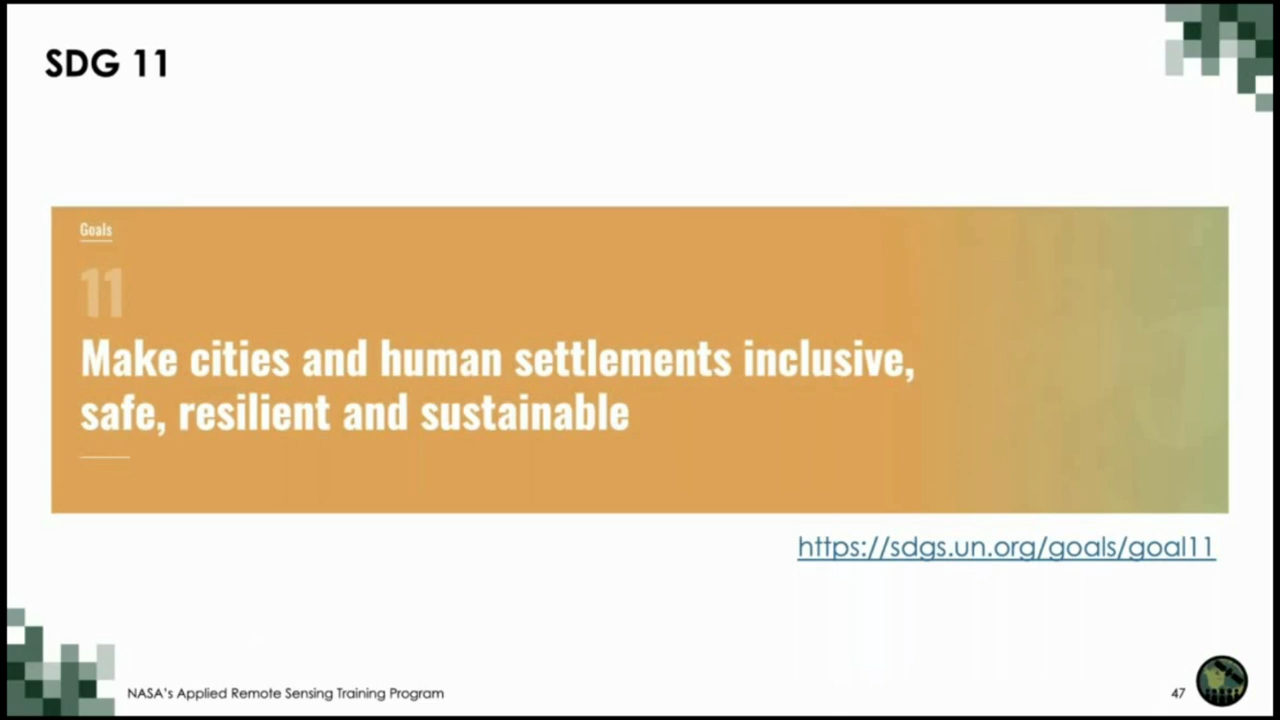 SDG 11
Goals
11
Make cities and human settlements inclusive,
safe, resilient and sustainable
https://sdgs.un.org/goals/goal11
NASA's Applied Remote Sensing Training Program
47